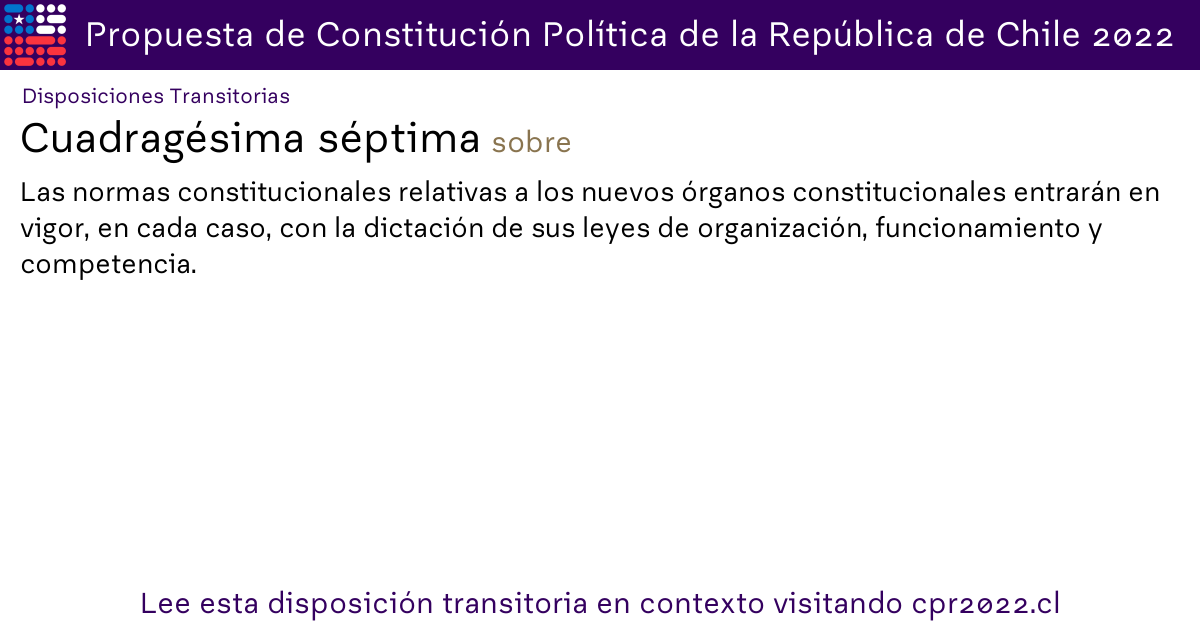 Propuesta de Constitución Política de la República de Chile 2022
Disposiciones Transitorias
Cuadragésima séptima sobre
Las normas constitucionales relativas a los nuevos órganos constitucionales entrarán en
vigor, en cada caso, con la dictación de sus leyes de organización, funcionamiento y
competencia.
Lee esta disposición transitoria en contexto visitando cpr2022.cl